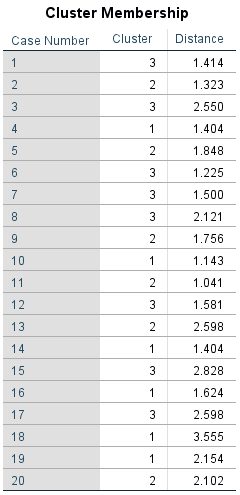 Cluster Membership
Case Number Cluster Distance
1 3 1.414
2 2 1.323
3 3 2.550
4 1 1.404
5 2 1.848
6 3 1.225
7 3 1.500
8 3 2.121
9 2 1.756
10 1 1.143
11 2 1.041
12 3 1.581
13 2 2.598
14 1 1.404
15 3 2.828
16 1 1.624
17 3 2.598
18 1 3.555
19 1 2.154
20 2 2.102